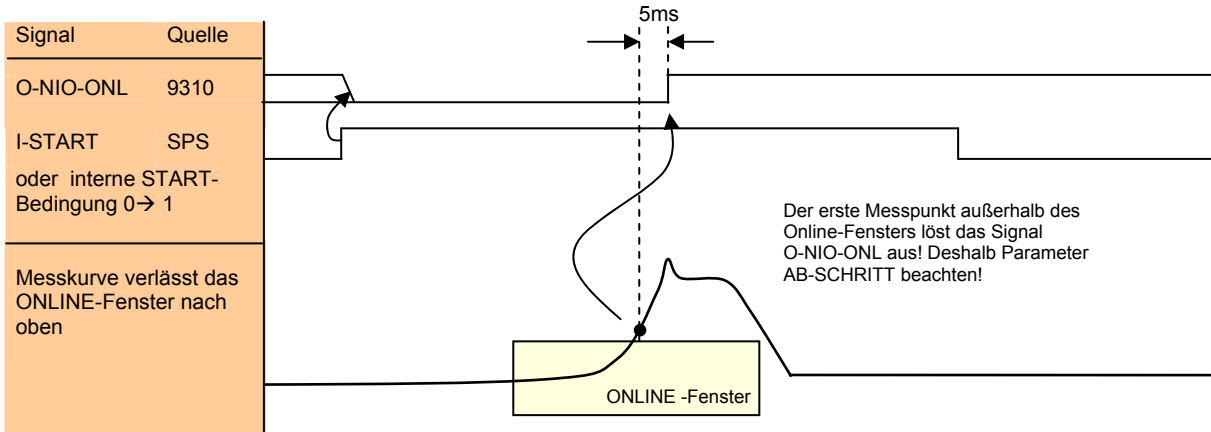 5ms
Signal Quelle
O-NIO-ONL 9310
I-START SPS
oder interne START-
Bedingung 0→ 1
Der erste Messpunkt außerhalb des
Online-Fensters löst das Signal
O-NIO-ONL aus! Deshalb Parameter
AB-SCHRITT beachten!
Messkurve verlässt das
ONLINE-Fenster nach
oben
ONLINE -Fenster